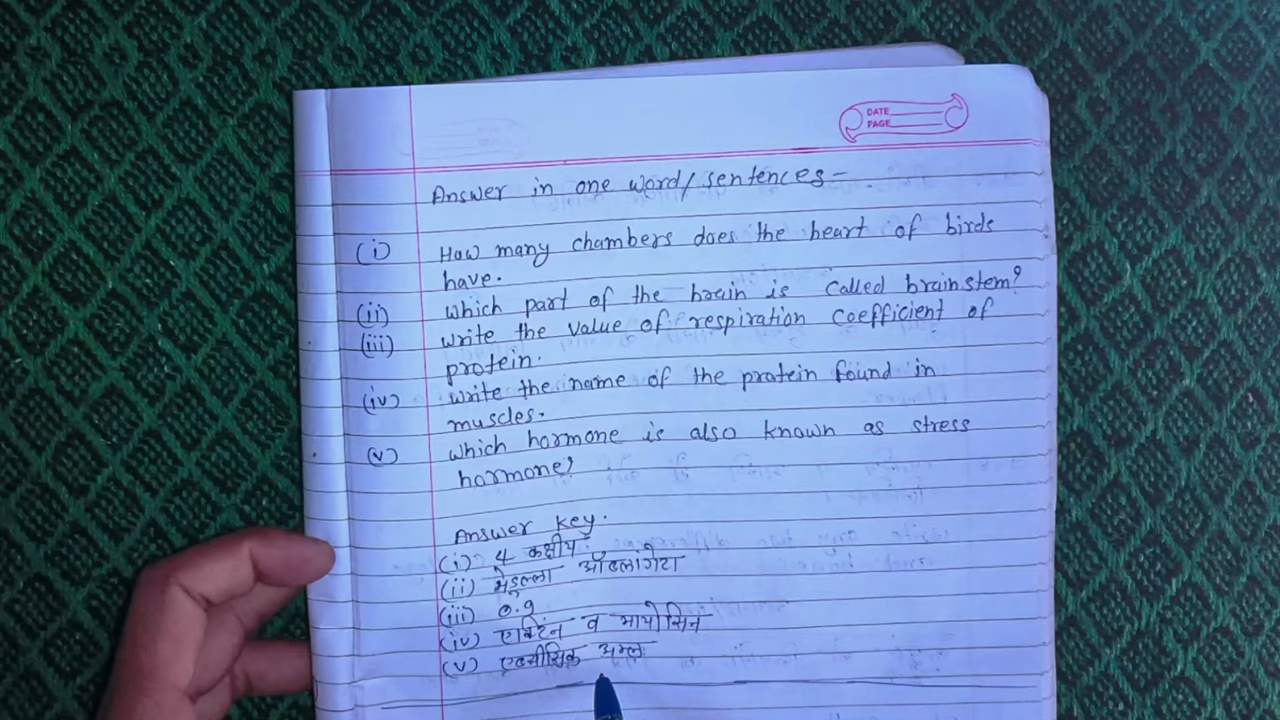 DATE
PAGE
Answer in one word/sentences-
(i) How many chambers does the heart of birds
have.
(ii) which part of the brain is called brainstem?
(iii) write the value of respiration coefficient of
protein.
(iv) write the name of the protein found in
muscles.
(v) which hormone is also known as stress
hormone?
Answer key.
(i) 4 कक्षीय
(ii) मेडुल्ला ऑब्लांगेटा
(iii) 0.9
(iv) एक्टिन व मायोसिन
(v) एब्सीसिक अम्ल